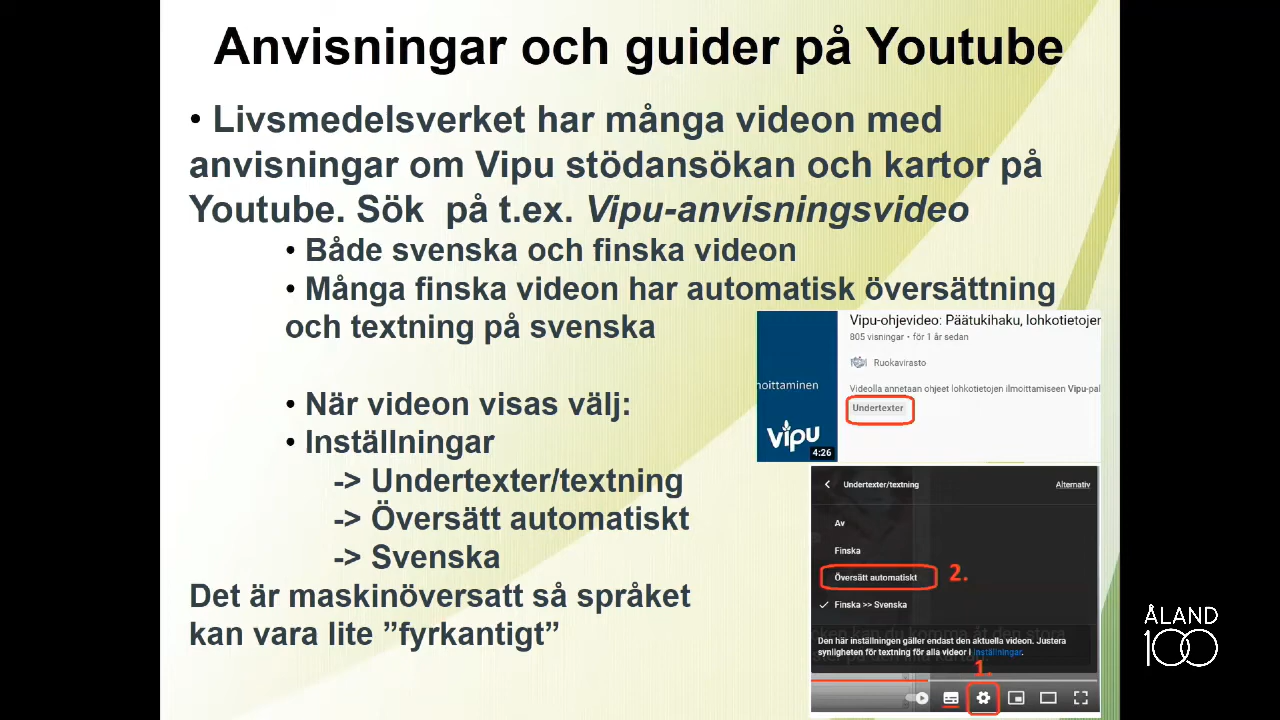 Anvisningar och guider på Youtube
• Livsmedelsverket har många videon med
anvisningar om Vipu stödansökan och kartor på
Youtube. Sök  på t.ex. Vipu-anvisningsvideo
• Både svenska och finska videon
• Många finska videon har automatisk översättning
och textning på svenska
Vipu-ohjevideo: Päätukihaku, lohkotietojer
805 visningar • för 1 år sedan
Ruokavirasto
Videolla annetaan ohjeet lohkotietojen ilmoittamiseen Vipu-pal
Undertexter
noittaminen
vipu
4:26
• När videon visas välj:
• Inställningar
-> Undertexter/textning
-> Översätt automatiskt
-> Svenska
Det är maskinöversatt så språket
kan vara lite ”fyrkantigt”
Undertexter/textning
Alternativ
Av
Finska
Översätt automatiskt
2.
Finska >> Svenska
Den här inställningen gäller endast den aktuella videon. Justera
synligheten för textning för alla videor i inställningar.
1.
ÅLAND
100